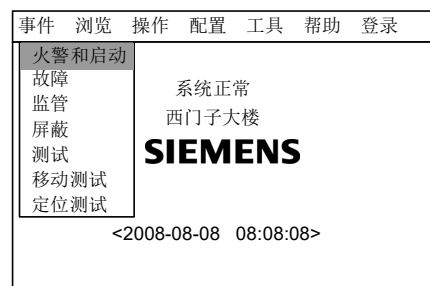 事件 浏览 操作 配置 工具 帮助 登录
火警和启动
故障
监管
屏蔽
测试
移动测试
定位测试
系统正常
西门子大楼
SIEMENS
<2008-08-08 08:08:08>